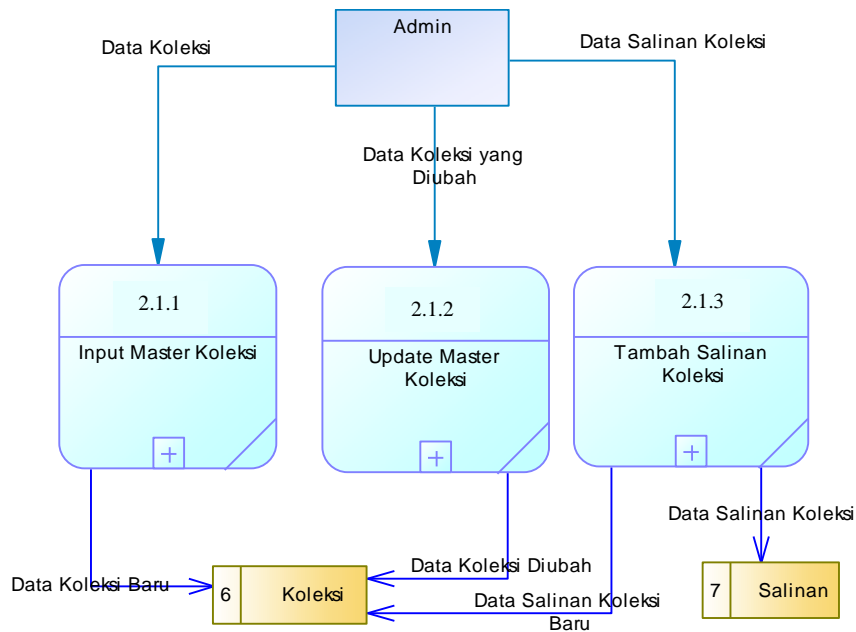 Admin
Data Koleksi
Data Salinan Koleksi
Data Koleksi yang
Diubah
2.1.1
Input Master Koleksi
2.1.2
Update Master
Koleksi
2.1.3
Tambah Salinan
Koleksi
Data Koleksi Baru
6
Koleksi
Data Koleksi Diubah
Data Salinan Koleksi
Baru
Data Salinan Koleksi
7
Salinan